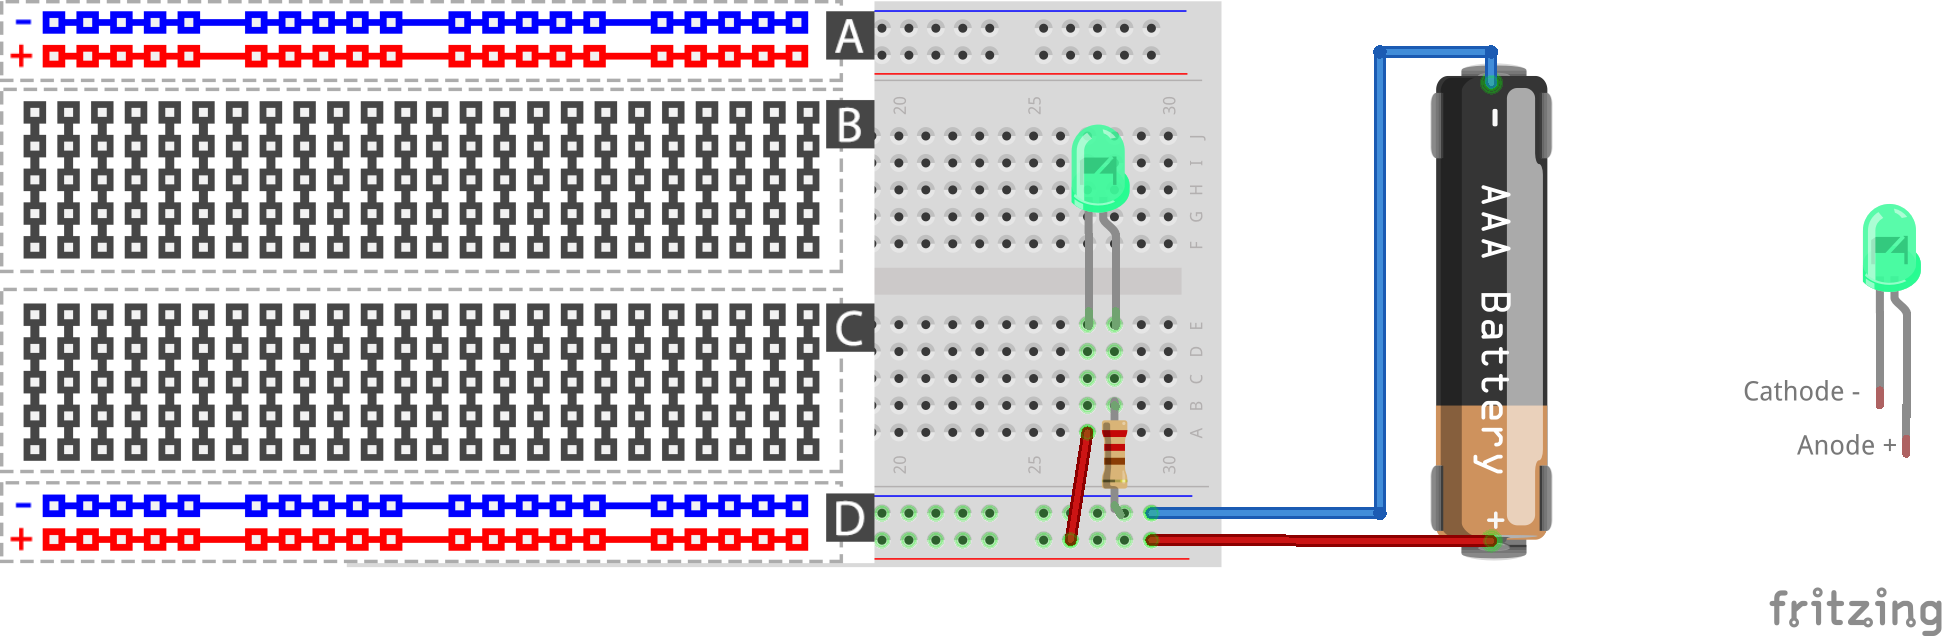 - 
+
A
B
C
D
-
+
20
25
30
J
I
H
G
F
E
D
C
B
A
20
25
30
- AAA Battery +
Cathode -
Anode +
fritzing